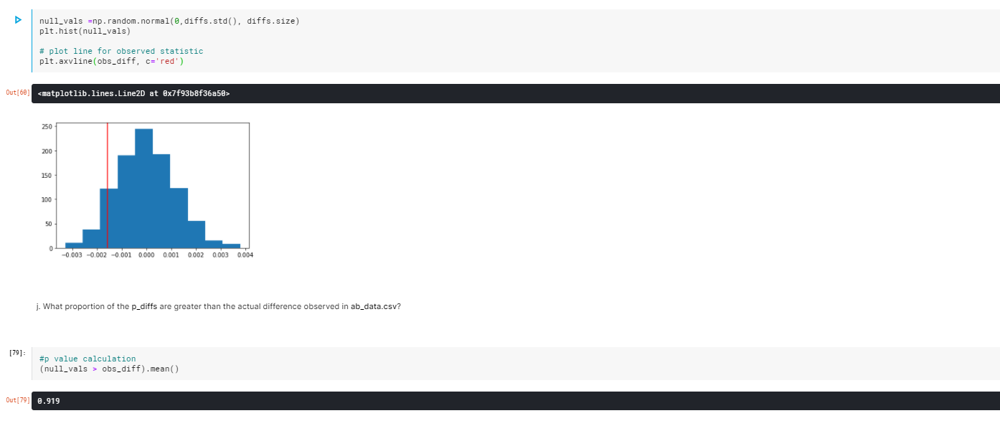 null_vals =np.random.normal(0,diffs.std(), diffs.size)
plt.hist(null_vals)
# plot line for observed statistic
plt.axvline(obs_diff, c='red')
Out[60]
<matplotlib.lines.Line2D at 0x7f93b8f36a50>
250
200
150
100
50
0
−0.003 −0.002 −0.001 0.000 0.001 0.002 0.003 0.004
j. What proportion of the p_diffs are greater than the actual difference observed in ab_data.csv?
[79]:
#p value calculation
(null_vals > obs_diff).mean()
Out[79]
0.919